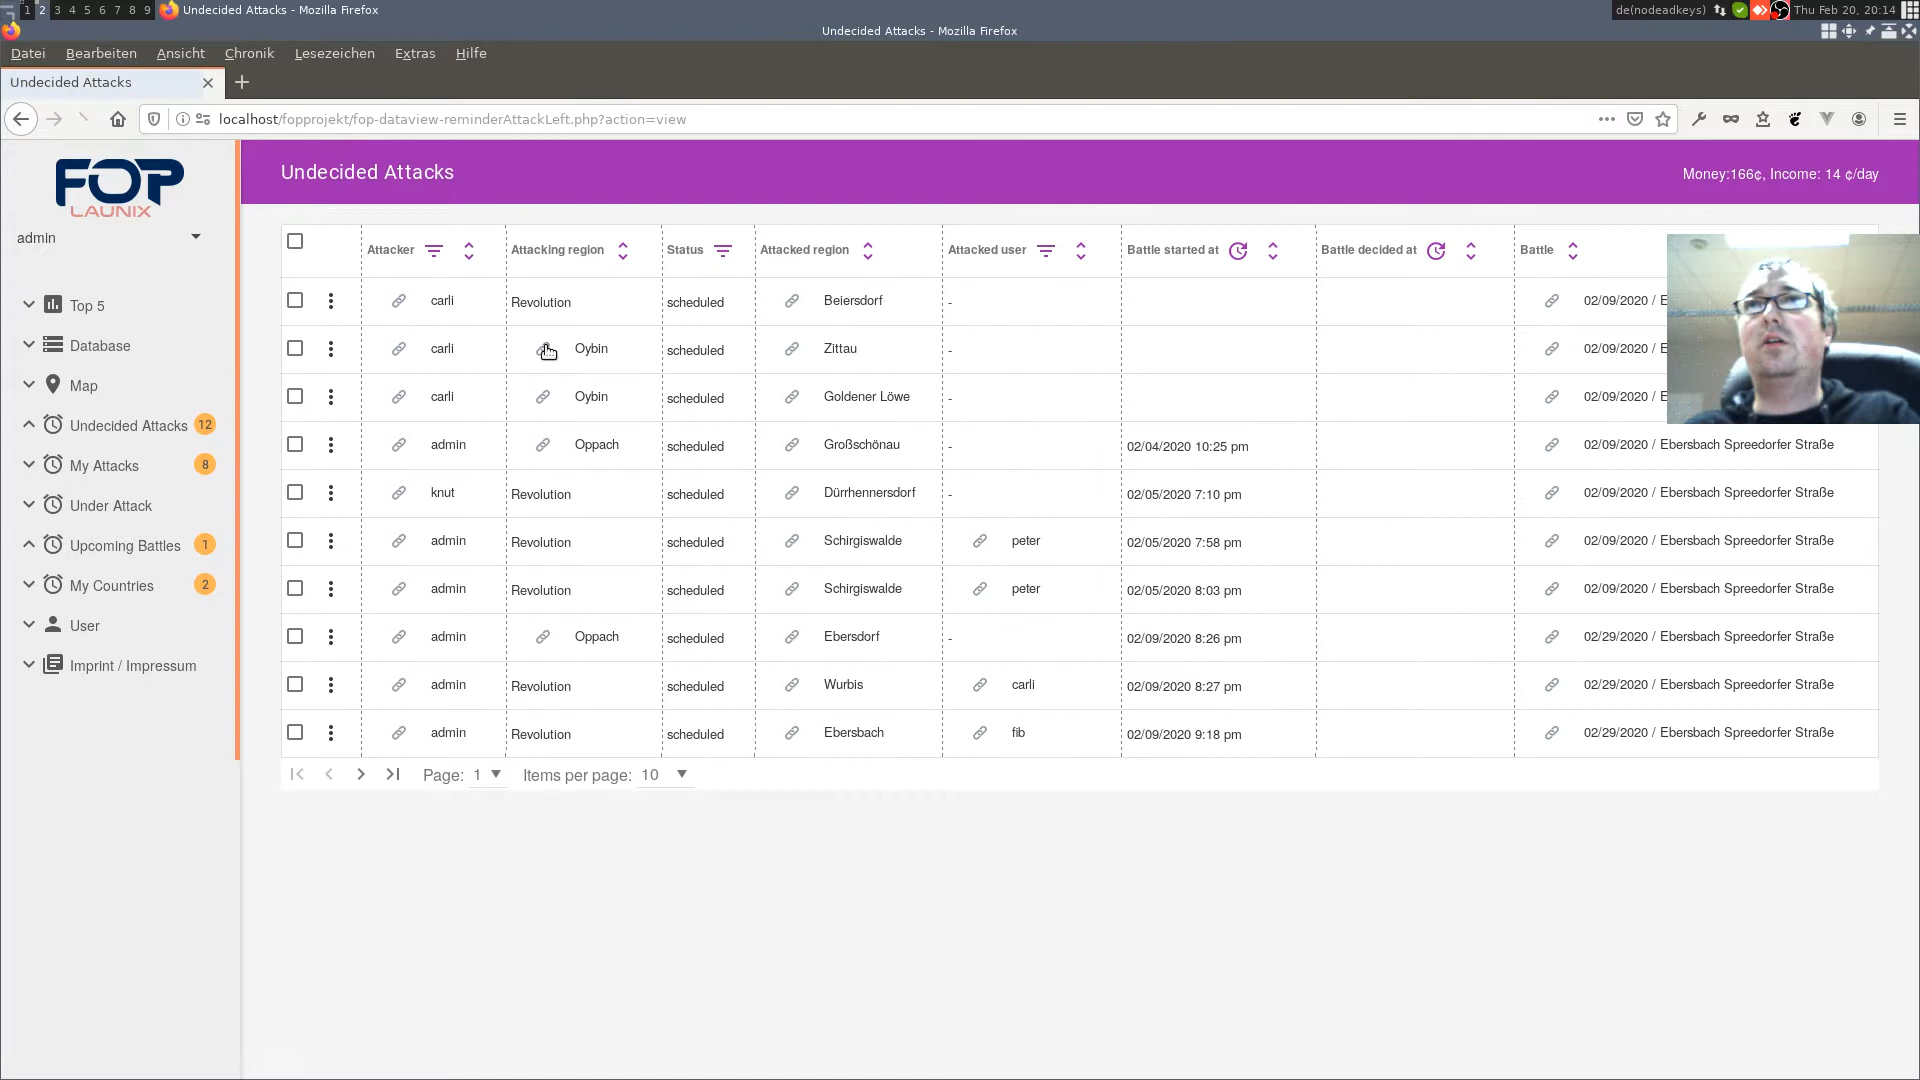 1 2 3 4 5 6 7 8 9 Undecided Attacks - Mozilla Firefox de(nodeadkeys) Thu Feb 20, 20:14
Undecided Attacks - Mozilla Firefox
Datei Bearbeiten Ansicht Chronik Lesezeichen Extras Hilfe
Undecided Attacks
localhost/fopprojekt/fop-dataview-reminderAttackLeft.php?action=view
FOP
LAUNIX
admin
Top 5
Database
Map
Undecided Attacks 12
My Attacks 8
Under Attack
Upcoming Battles 1
My Countries 2
User
Imprint / Impressum
Undecided Attacks Money:166¢, Income: 14 ¢/day
Attacker Attacking region Status Attacked region Attacked user Battle started at Battle decided at Battle
carli Revolution scheduled Beiersdorf - 02/09/2020 / E
carli Oybin scheduled Zittau - 02/09/2020 / E
carli Oybin scheduled Goldener Löwe - 02/09/2020 / E
admin Oppach scheduled Großschönau - 02/04/2020 10:25 pm 02/09/2020 / Ebersbach Spreedorfer Straße
knut Revolution scheduled Dürrhennersdorf - 02/05/2020 7:10 pm 02/09/2020 / Ebersbach Spreedorfer Straße
admin Revolution scheduled Schirgiswalde peter 02/05/2020 7:58 pm 02/09/2020 / Ebersbach Spreedorfer Straße
admin Revolution scheduled Schirgiswalde peter 02/05/2020 8:03 pm 02/09/2020 / Ebersbach Spreedorfer Straße
admin Oppach scheduled Ebersdorf - 02/09/2020 8:26 pm 02/29/2020 / Ebersbach Spreedorfer Straße
admin Revolution scheduled Wurbis carli 02/09/2020 8:27 pm 02/29/2020 / Ebersbach Spreedorfer Straße
admin Revolution scheduled Ebersbach fib 02/09/2020 9:18 pm 02/29/2020 / Ebersbach Spreedorfer Straße
Page: 1 Items per page: 10